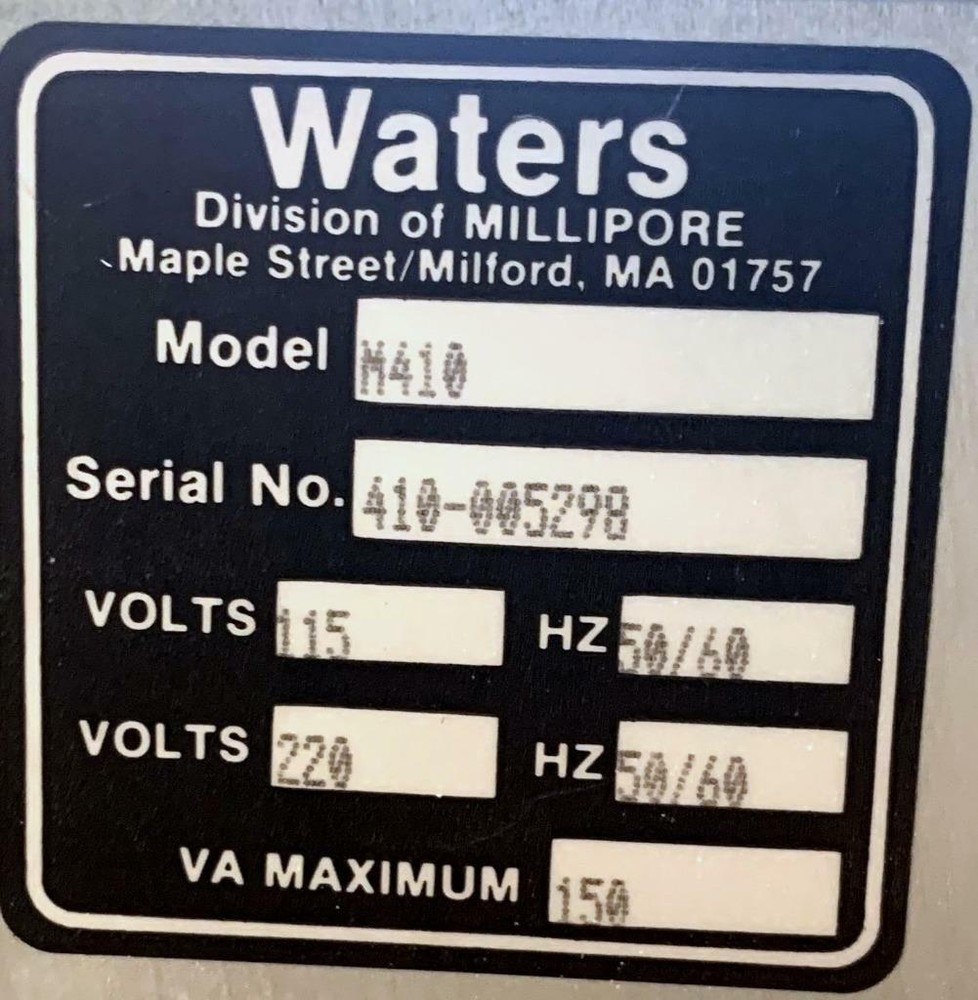 Waters
Division of MILLIPORE
Maple Street/Milford, MA 01757
Model M410
Serial No. 410-005298
VOLTS 115 HZ 50/60
VOLTS 220 HZ 50/60
VA MAXIMUM 150